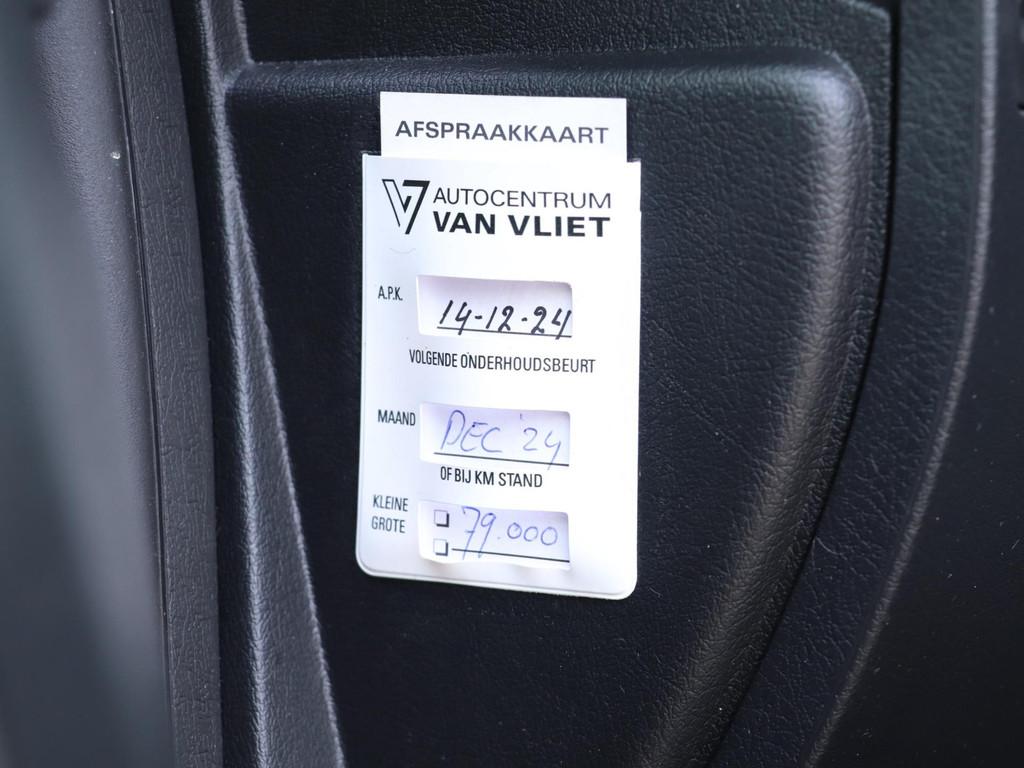 AFSPRAAKKAART
AUTOCENTRUM
VAN VLIET
A.P.K.
14-12-24
VOLGENDE ONDERHOUDSBEURT
MAAND
DEC '24
OF BIJ KM STAND
KLEINE
GROTE
79.000